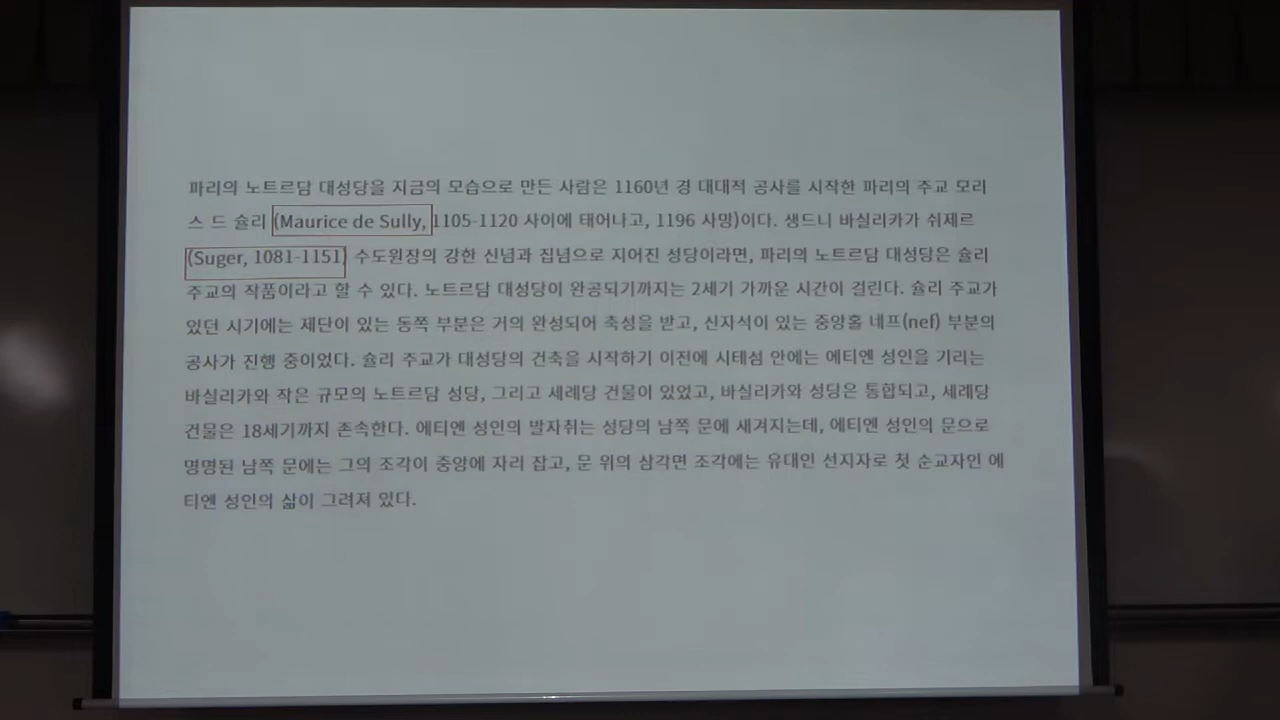 파리의 노트르담 대성당을 지금의 모습으로 만든 사람은 1160년 경 대대적 공사를 시작한 파리의 주교 모리
스 드 슐리 (Maurice de Sully, 1105-1120 사이에 태어나고, 1196 사망)이다. 생드니 바실리카가 쉬제르
(Suger, 1081-1151) 수도원장의 강한 신념과 집념으로 지어진 성당이라면, 파리의 노트르담 대성당은 슐리
주교의 작품이라고 할 수 있다. 노트르담 대성당이 완공되기까지는 2세기 가까운 시간이 걸린다. 슐리 주교가
있던 시기에는 제단이 있는 동쪽 부분은 거의 완성되어 축성을 받고, 신자석이 있는 중앙홀 네프(nef) 부분의
공사가 진행 중이었다. 슐리 주교가 대성당의 건축을 시작하기 이전에 시테섬 안에는 에티엔 성인을 기리는
바실리카와 작은 규모의 노트르담 성당, 그리고 세례당 건물이 있었고, 바실리카와 성당은 통합되고, 세례당
건물은 18세기까지 존속한다. 에티엔 성인의 발자취는 성당의 남쪽 문에 새겨지는데, 에티엔 성인의 문으로
명명된 남쪽 문에는 그의 조각이 중앙에 자리 잡고, 문 위의 삼각면 조각에는 유대인 선지자로 첫 순교자인 에
티엔 성인의 삶이 그려져 있다.